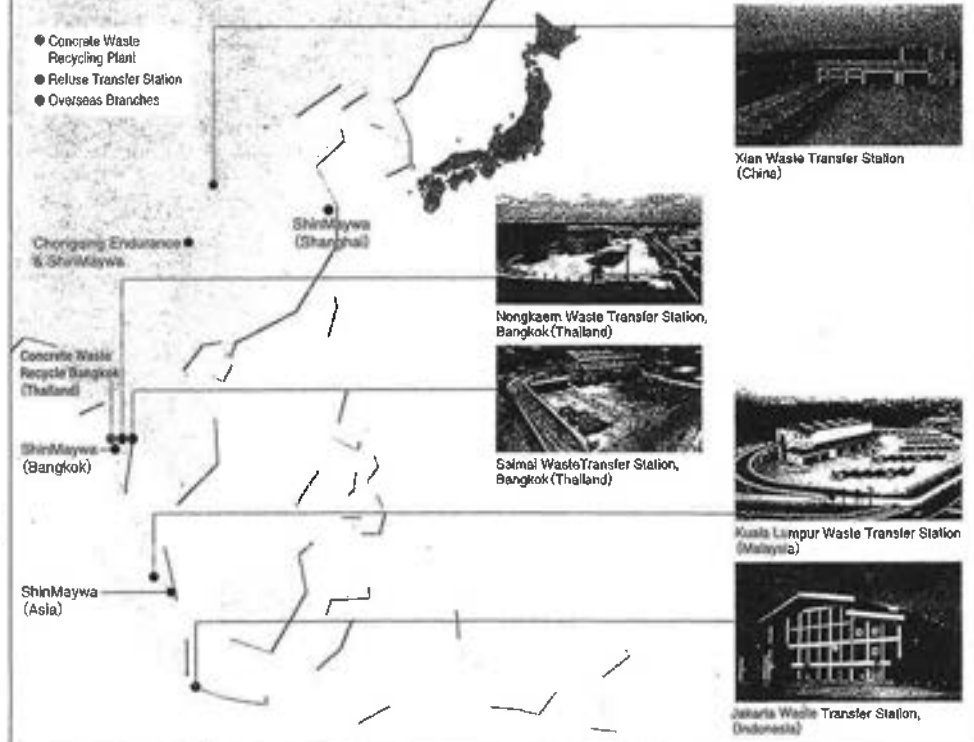 Concrete Waste
Recycling Plant
Refuse Transfer Station
Overseas Branches
Xian Waste Transfer Station
(China)
ShinMaywa
(Shanghai)
Chongqing Endurance
& ShinMaywa
Nongkaem Waste Transfer Station,
Bangkok(Thailand)
Concrete Waste
Recycle Bangkok
(Thailand)
ShinMaywa
(Bangkok)
Saimai WasteTransfer Station,
Bangkok(Thailand)
Kuala Lumpur Waste Transfer Station
(Malaysia)
ShinMaywa
(Asia)
Jakarta Waste Transfer Station,
(Indonesia)